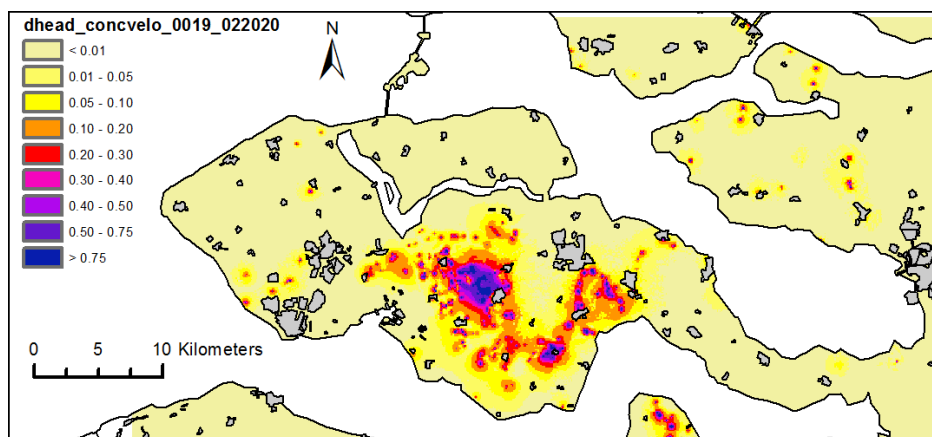 dhead_concvelo_0019_022020
N
< 0.01
0.01 - 0.05
0.05 - 0.10
0.10 - 0.20
0.20 - 0.30
0.30 - 0.40
0.40 - 0.50
0.50 - 0.75
> 0.75
0 5 10 Kilometers